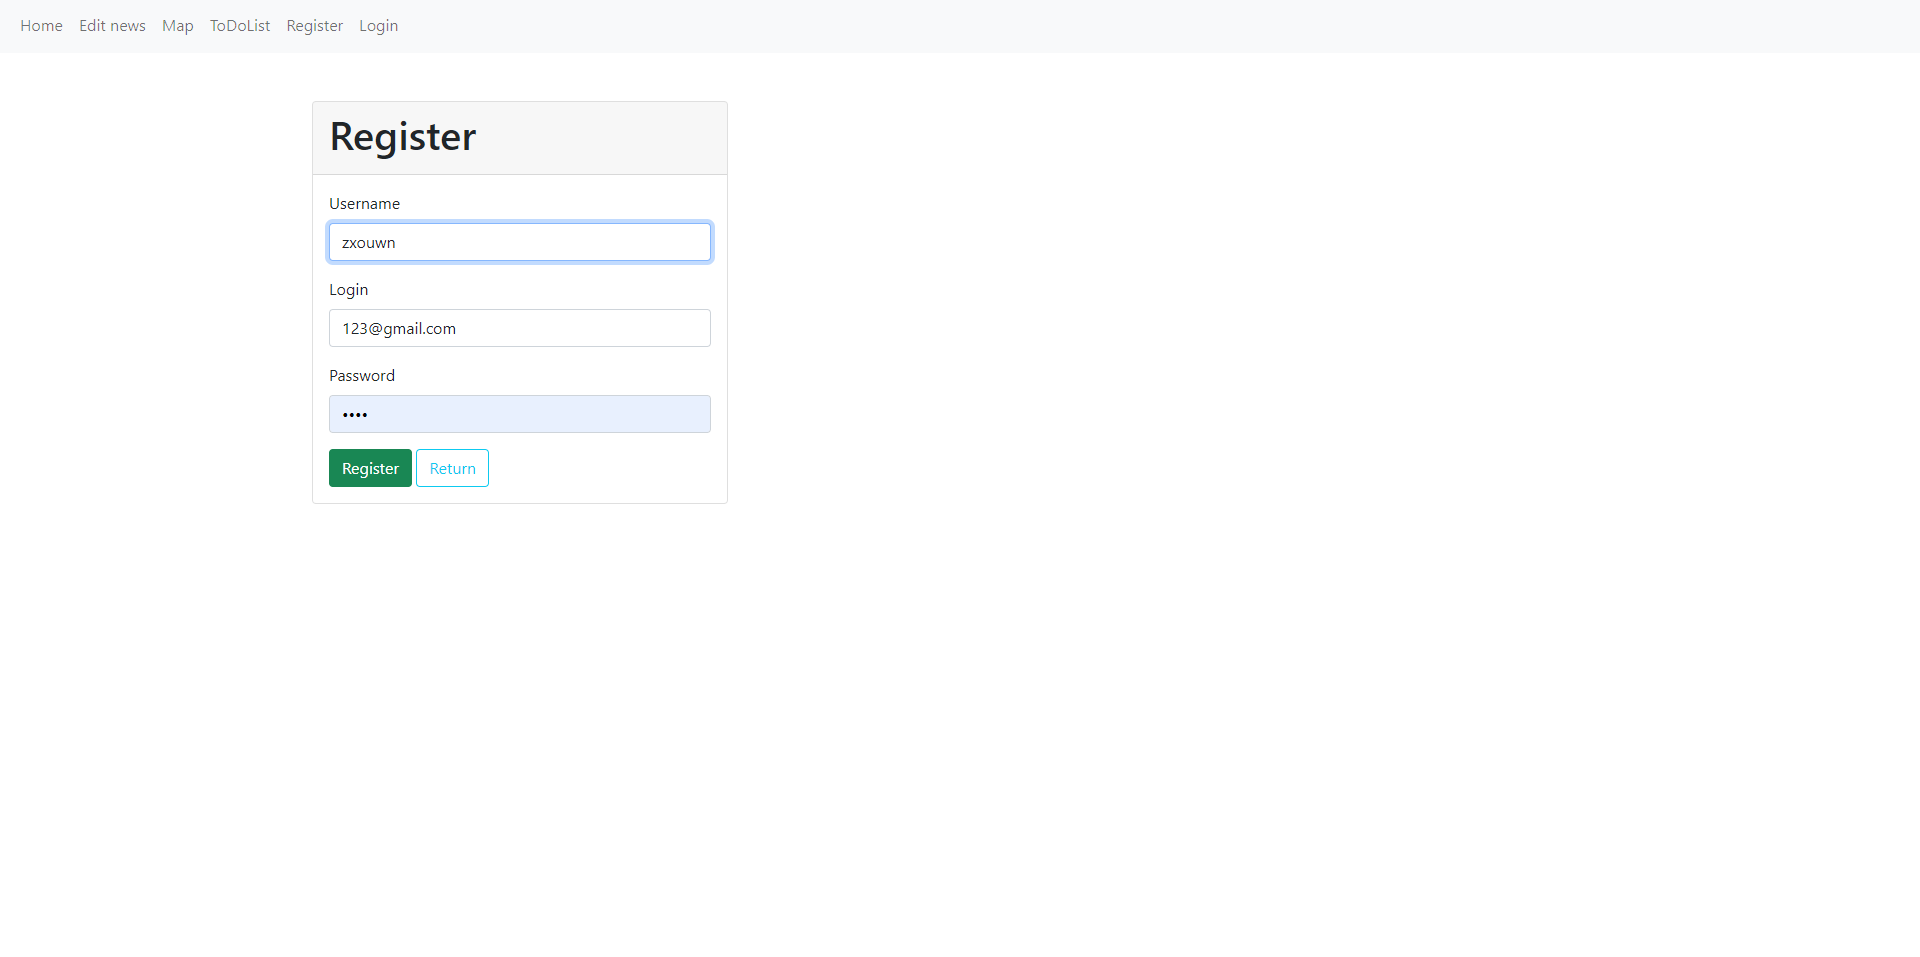 Home Edit news Map ToDoList Register Login
Register
Username
zxouwn
Login
123@gmail.com
Password
••••
Register Return